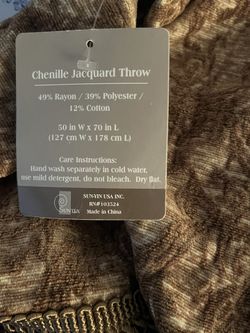 Chenille Jacquard Throw
49% Rayon / 39% Polyester /
12% Cotton
50 in W x 70 in L
(127 cm W x 178 cm L)
Care Instructions:
Hand wash separately in cold water,
use mild detergent, do not bleach. Dry flat.
SUNYIN USA INC.
RN#103524
Made in China